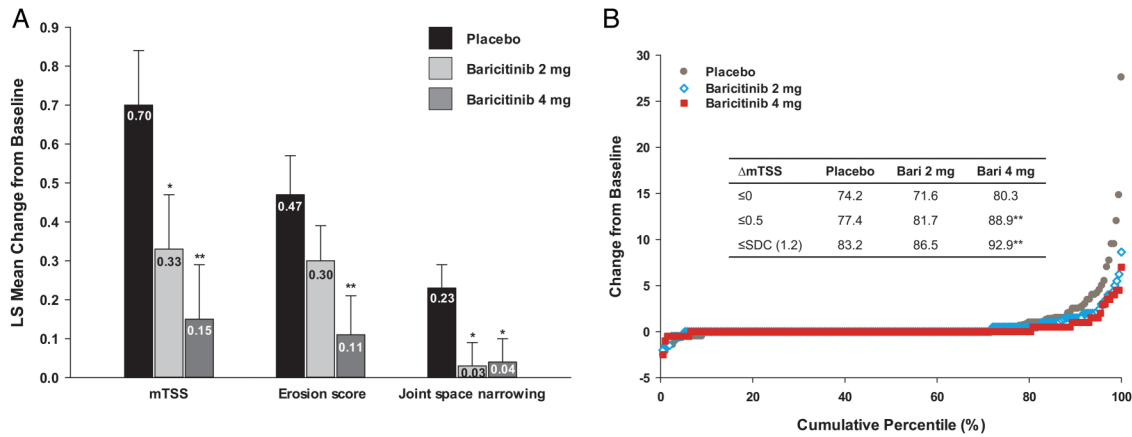 A
LS Mean Change from Baseline
0.9
0.8
0.7
0.6
0.5
0.4
0.3
0.2
0.1
0.0
Placebo
Baricitinib 2 mg
Baricitinib 4 mg
0.70
*
0.33
**
0.15
0.47
0.30
**
0.11
0.23
*
0.03
*
0.04
mTSS
Erosion score
Joint space narrowing
B
Change from Baseline
30
25
20
15
10
5
0
-5
Placebo
Baricitinib 2 mg
Baricitinib 4 mg
ΔmTSS Placebo Bari 2 mg Bari 4 mg
≤0 74.2 71.6 80.3
≤0.5 77.4 81.7 88.9**
≤SDC (1.2) 83.2 86.5 92.9**
0 20 40 60 80 100
Cumulative Percentile (%)